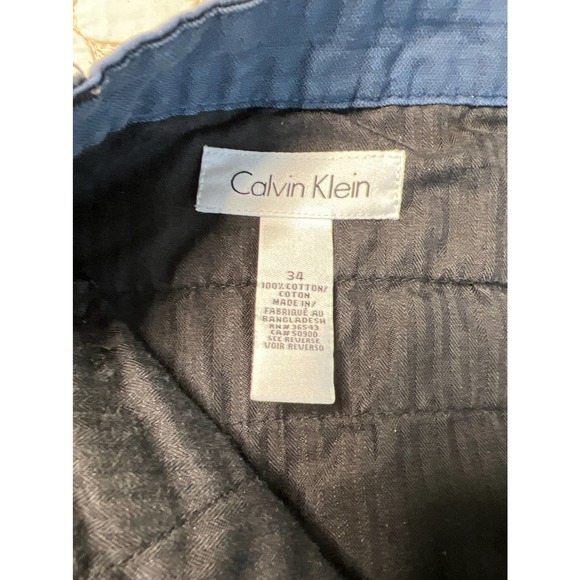 Calvin Klein
34
100% COTTON/
COTON
MADE IN/
FABRIQUÉ AU
BANGLADESH
RN# 36543
CA# 50900
SEE REVERSE
VOIR REVERSO